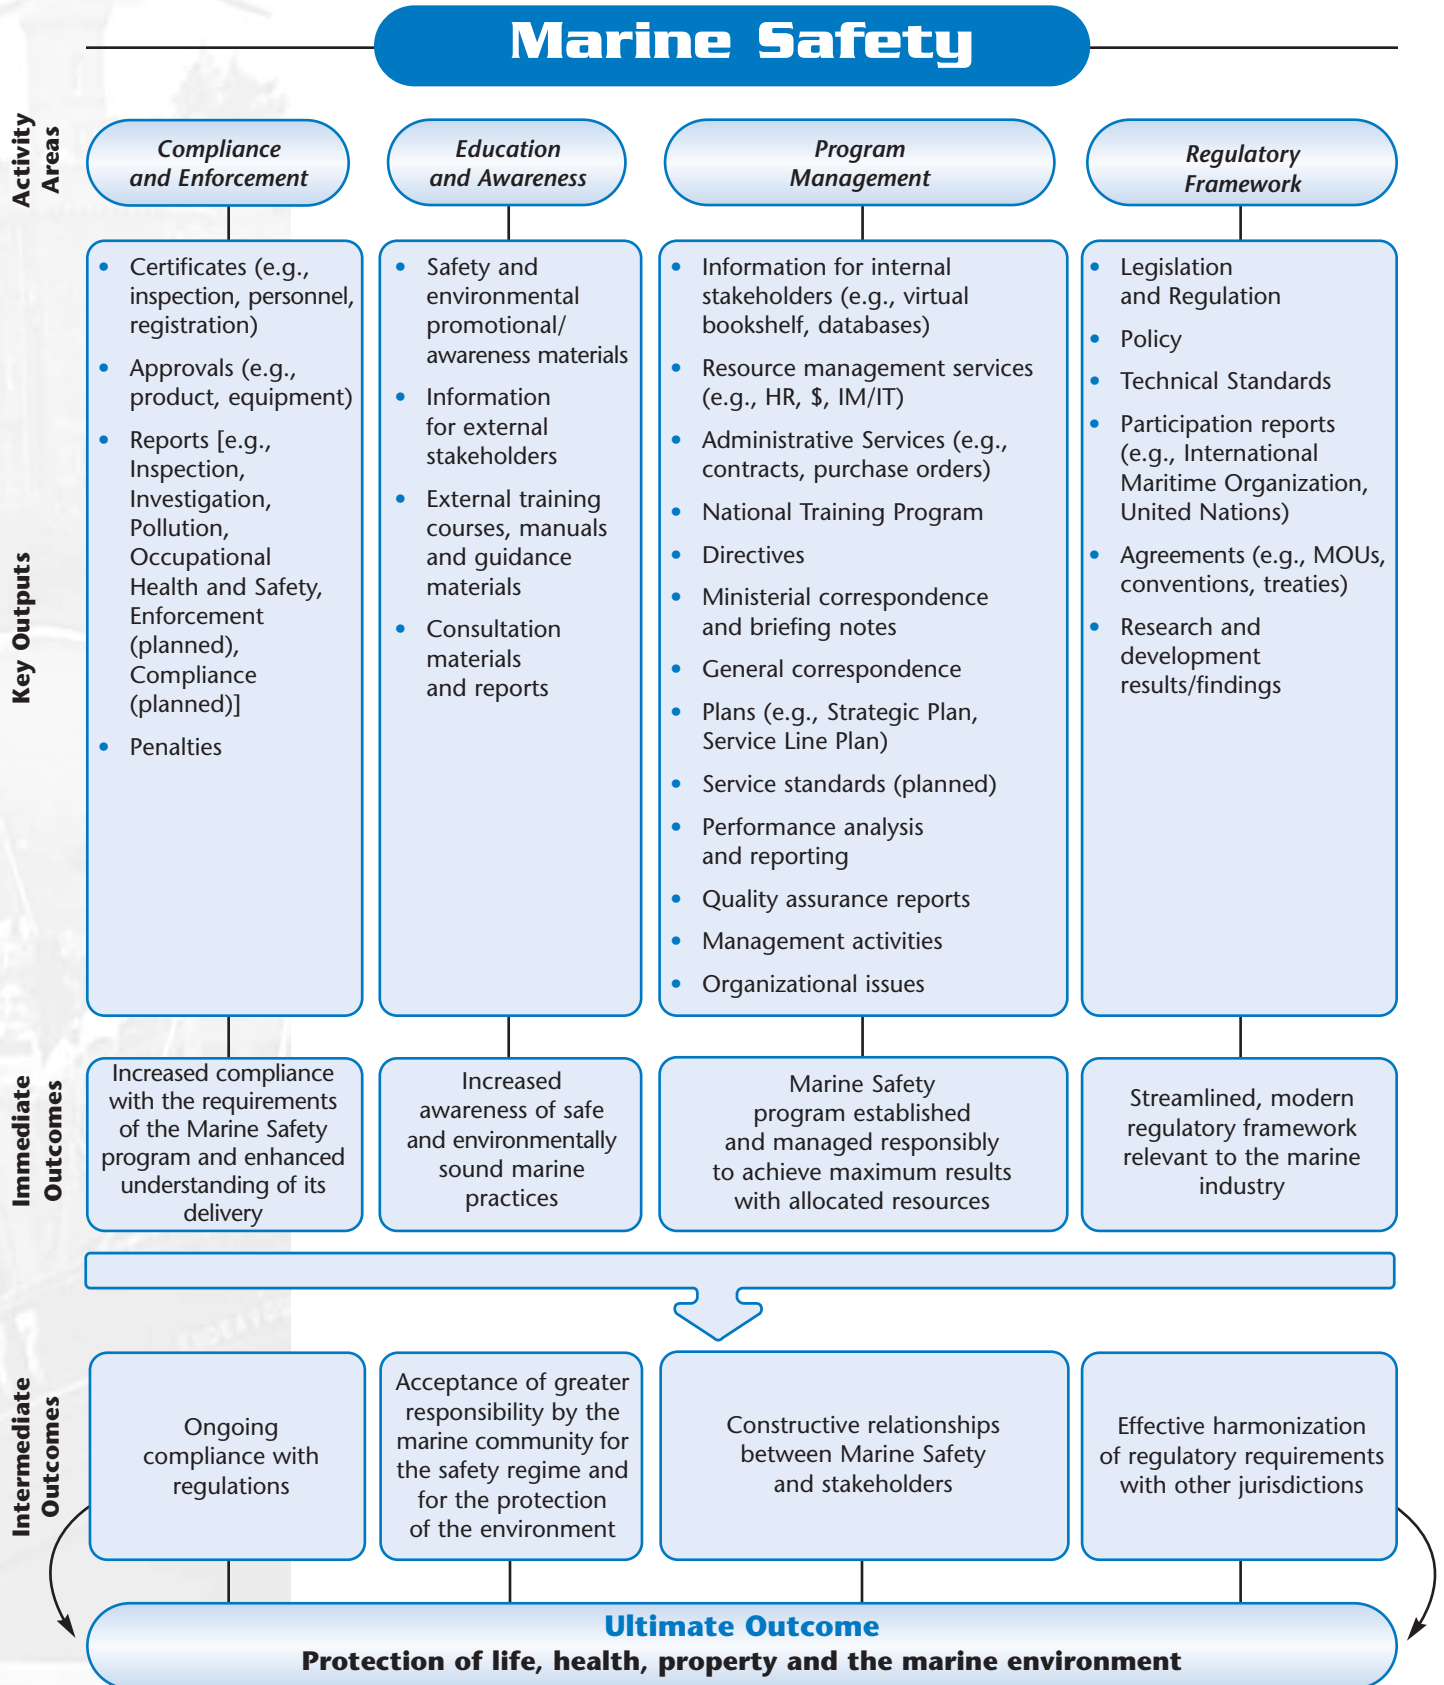 Marine Safety
Activity
Areas
Compliance
and Enforcement
Education
and Awareness
Program
Management
Regulatory
Framework
Key Outputs
• Certificates (e.g.,
inspection, personnel,
registration)
• Approvals (e.g.,
product, equipment)
• Reports [e.g.,
Inspection,
Investigation,
Pollution,
Occupational
Health and Safety,
Enforcement
(planned),
Compliance
(planned)]
• Penalties
• Safety and
environmental
promotional/
awareness materials
• Information
for external
stakeholders
• External training
courses, manuals
and guidance
materials
• Consultation
materials
and reports
• Information for internal
stakeholders (e.g., virtual
bookshelf, databases)
• Resource management services
(e.g., HR, $, IM/IT)
• Administrative Services (e.g.,
contracts, purchase orders)
• National Training Program
• Directives
• Ministerial correspondence
and briefing notes
• General correspondence
• Plans (e.g., Strategic Plan,
Service Line Plan)
• Service standards (planned)
• Performance analysis
and reporting
• Quality assurance reports
• Management activities
• Organizational issues
• Legislation
and Regulation
• Policy
• Technical Standards
• Participation reports
(e.g., International
Maritime Organization,
United Nations)
• Agreements (e.g., MOUs,
conventions, treaties)
• Research and
development
results/findings
Immediate
Outcomes
Increased compliance
with the requirements
of the Marine Safety
program and enhanced
understanding of its
delivery
Increased
awareness of safe
and environmentally
sound marine
practices
Marine Safety
program established
and managed responsibly
to achieve maximum results
with allocated resources
Streamlined, modern
regulatory framework
relevant to the marine
industry
Intermediate
Outcomes
Ongoing
compliance with
regulations
Acceptance of greater
responsibility by the
marine community for
the safety regime and
for the protection
of the environment
Constructive relationships
between Marine Safety
and stakeholders
Effective harmonization
of regulatory requirements
with other jurisdictions
Ultimate Outcome
Protection of life, health, property and the marine environment